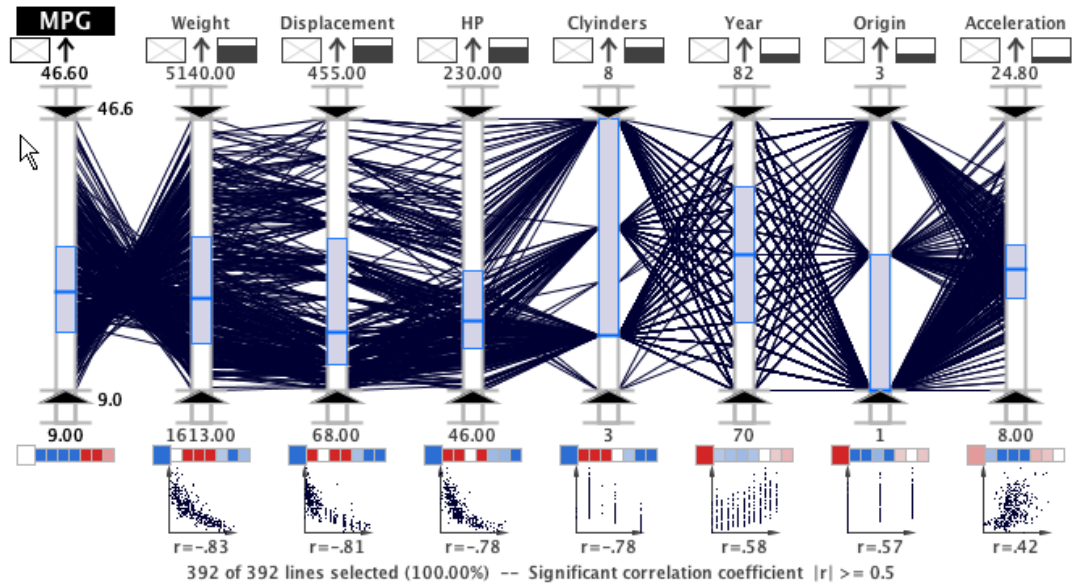 MPG Weight Displacement HP Clyinders Year Origin Acceleration
46.60 5140.00 455.00 230.00 8 82 3 24.80
46.6
9.0
9.00 1613.00 68.00 46.00 3 70 1 8.00
r=-.83 r=-.81 r=-.78 r=-.78 r=.58 r=.57 r=.42
392 of 392 lines selected (100.00%) -- Significant correlation coefficient |r| >= 0.5